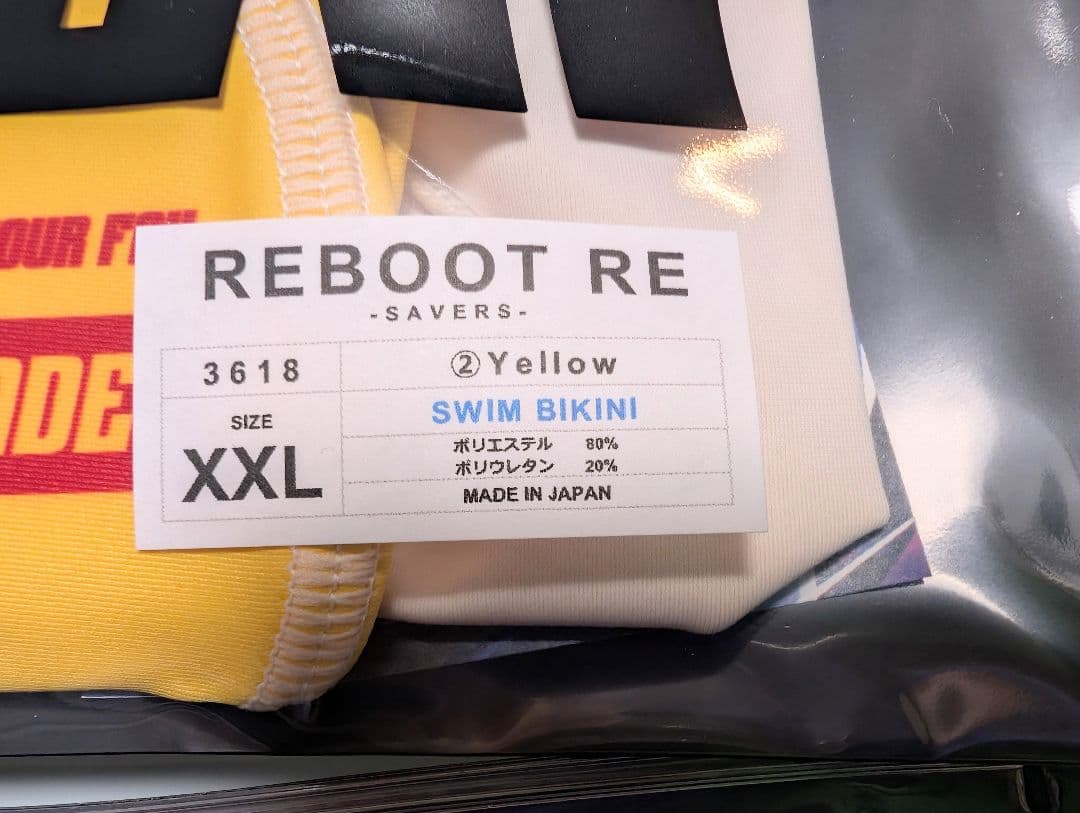 OUR
REBOOT RE
-SAVERS-
3618
②Yellow
SIZE
XXL
SWIM BIKINI
ポリエステル 80%
ポリウレタン 20%
MADE IN JAPAN